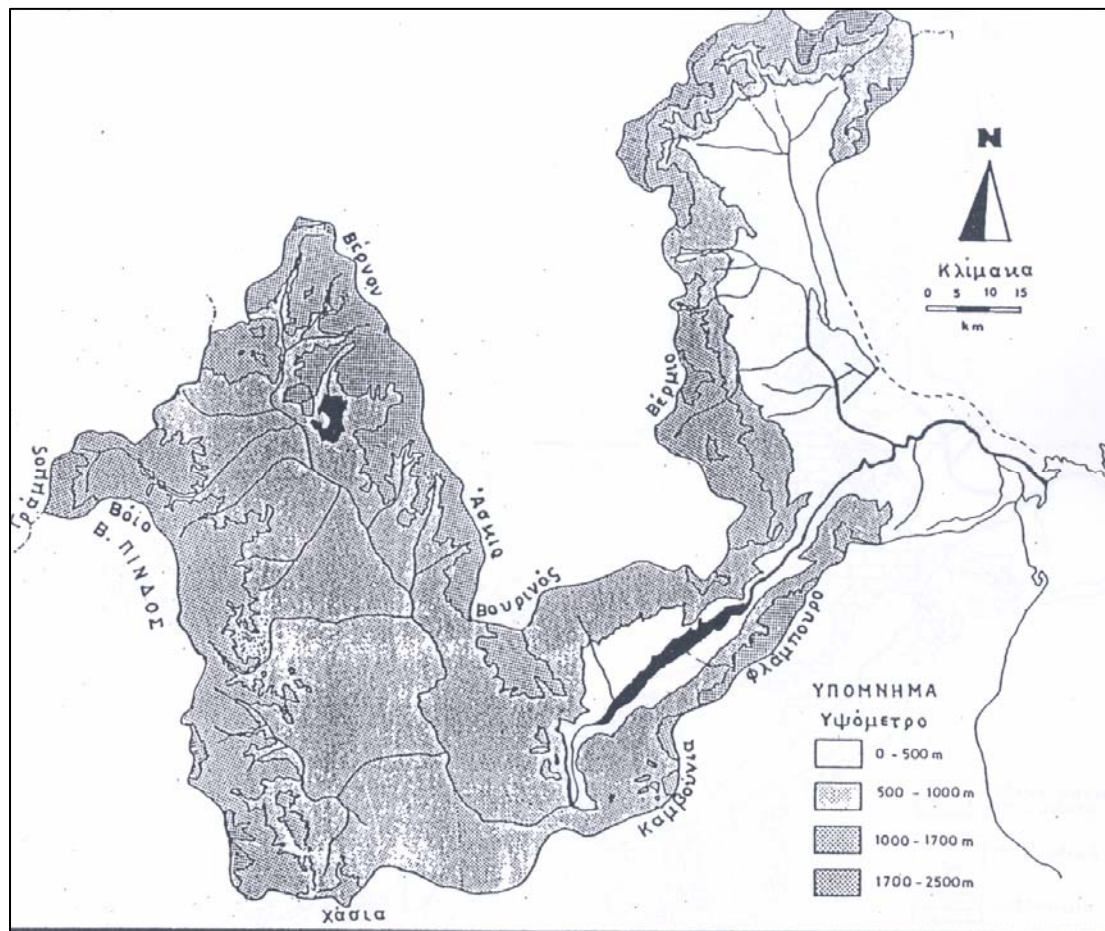 N
Κλίμακα
0 5 10 15
km
Βέρνον
Βέρμιο
Γράμμος
Βόϊο
Β. ΠΙΝΔΟΣ
Άσκιο
Βουρινός
Φλάμπουρο
Καμβούνια
Χάσια
ΥΠΟΜΝΗΜΑ
Υψόμετρο
0 - 500 m
500 - 1000 m
1000 - 1700 m
1700 - 2500 m